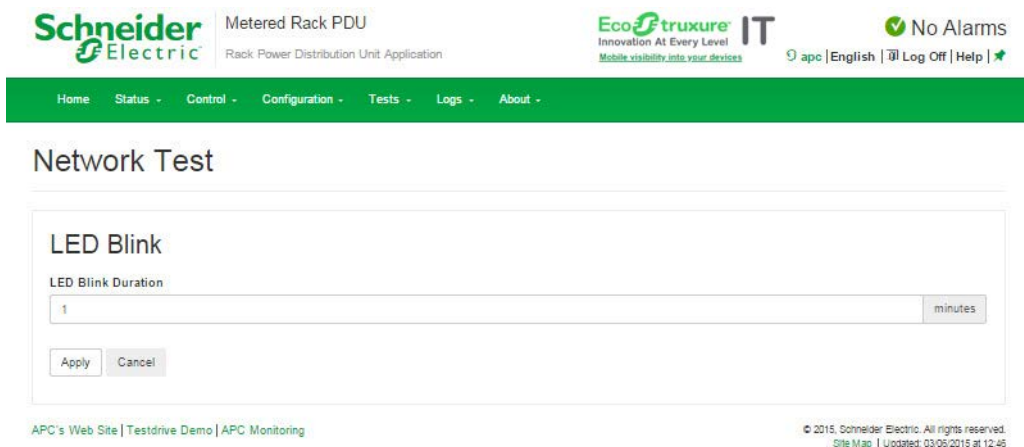 Schneider Electric
Metered Rack PDU
Rack Power Distribution Unit Application
EcoStruxure IT
Innovation At Every Level
Mobile visibility into your devices
No Alarms
apc | English | Log Off | Help |
Home Status Control Configuration Tests Logs About
Network Test
LED Blink
LED Blink Duration
1 minutes
Apply Cancel
APC's Web Site | Testdrive Demo | APC Monitoring
© 2015, Schneider Electric. All rights reserved.
Site Map | Updated: 03/06/2015 at 12:46